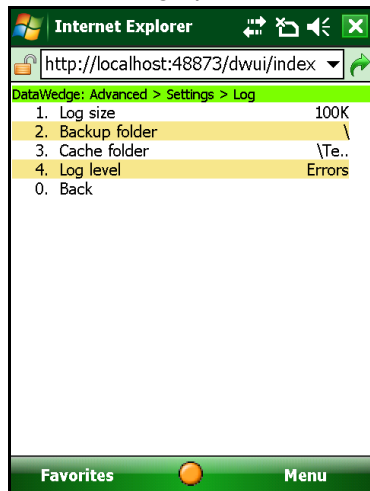 Internet Explorer
http://localhost:48873/dwui/index
DataWedge: Advanced > Settings > Log
1. Log size 100K
2. Backup folder \
3. Cache folder \Te..
4. Log level Errors
0. Back
Favorites Menu